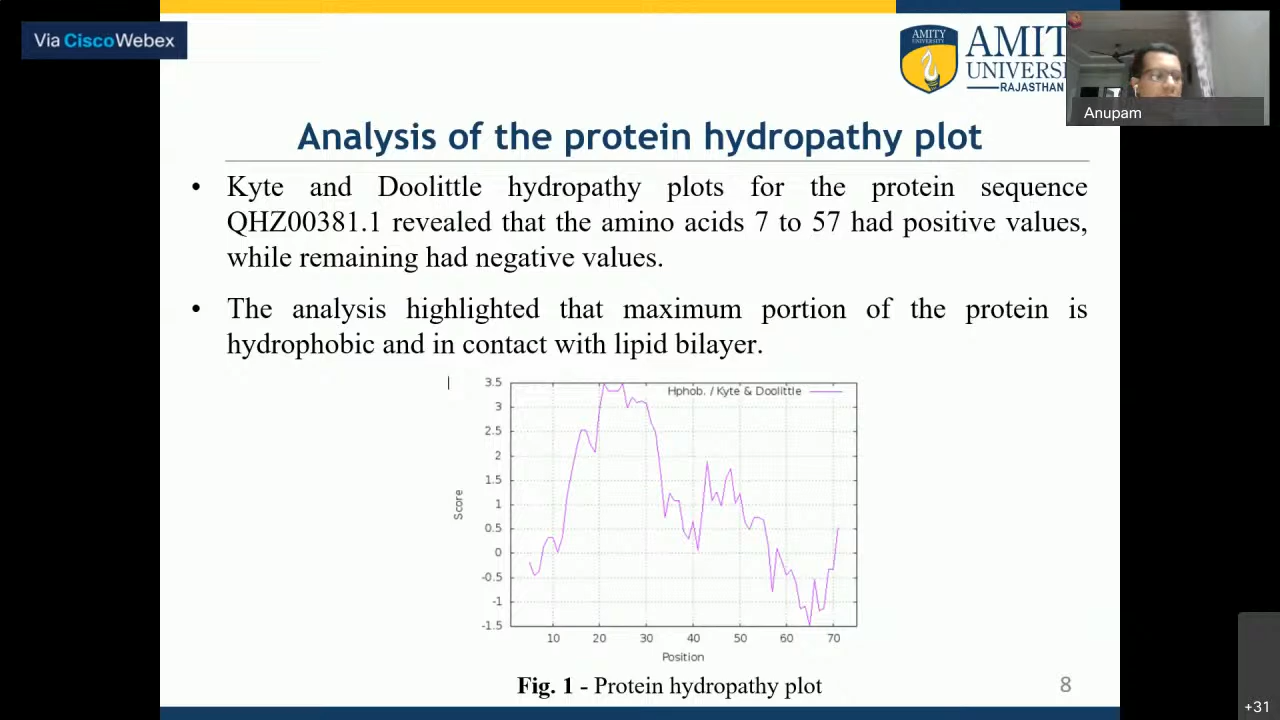 Via CiscoWebex
AMITY
UNIVERSITY
AMIT
UNIVERSI
RAJASTHAN
Anupam
Analysis of the protein hydropathy plot
• Kyte and Doolittle hydropathy plots for the protein sequence
QHZ00381.1 revealed that the amino acids 7 to 57 had positive values,
while remaining had negative values.
• The analysis highlighted that maximum portion of the protein is
hydrophobic and in contact with lipid bilayer.
Hphob. / Kyte & Doolittle
3.5
3
2.5
2
1.5
1
0.5
0
-0.5
-1
-1.5
Score
10 20 30 40 50 60 70
Position
Fig. 1 - Protein hydropathy plot
8
+31